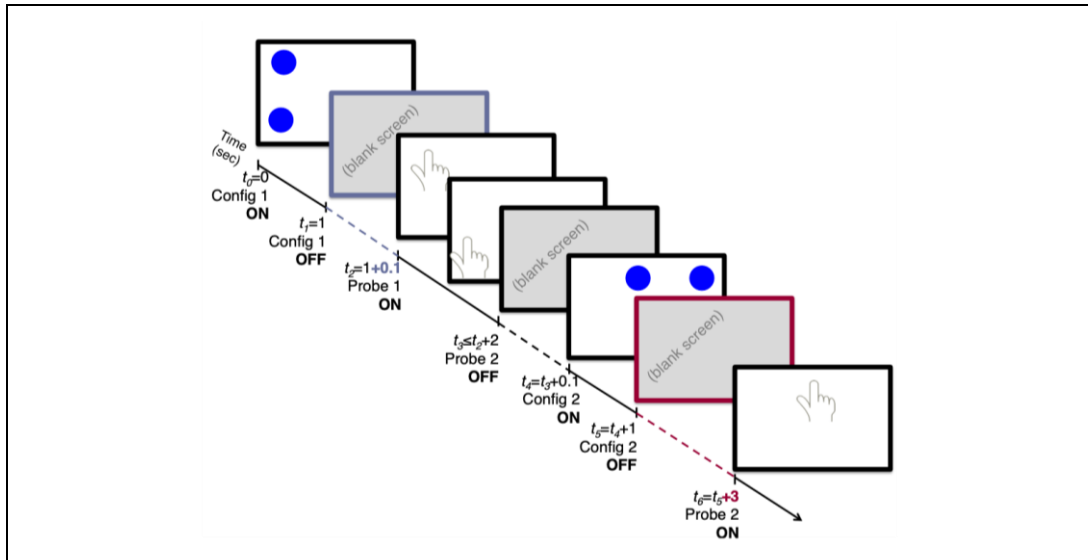 (blank screen)
Time
(sec)
t0=0
Config 1
ON
t1=1
Config 1
OFF
t2=1+0.1
Probe 1
ON
(blank screen)
t3≤t2+2
Probe 2
OFF
t4=t3+0.1
Config 2
ON
(blank screen)
t5=t4+1
Config 2
OFF
t6=t5+3
Probe 2
ON